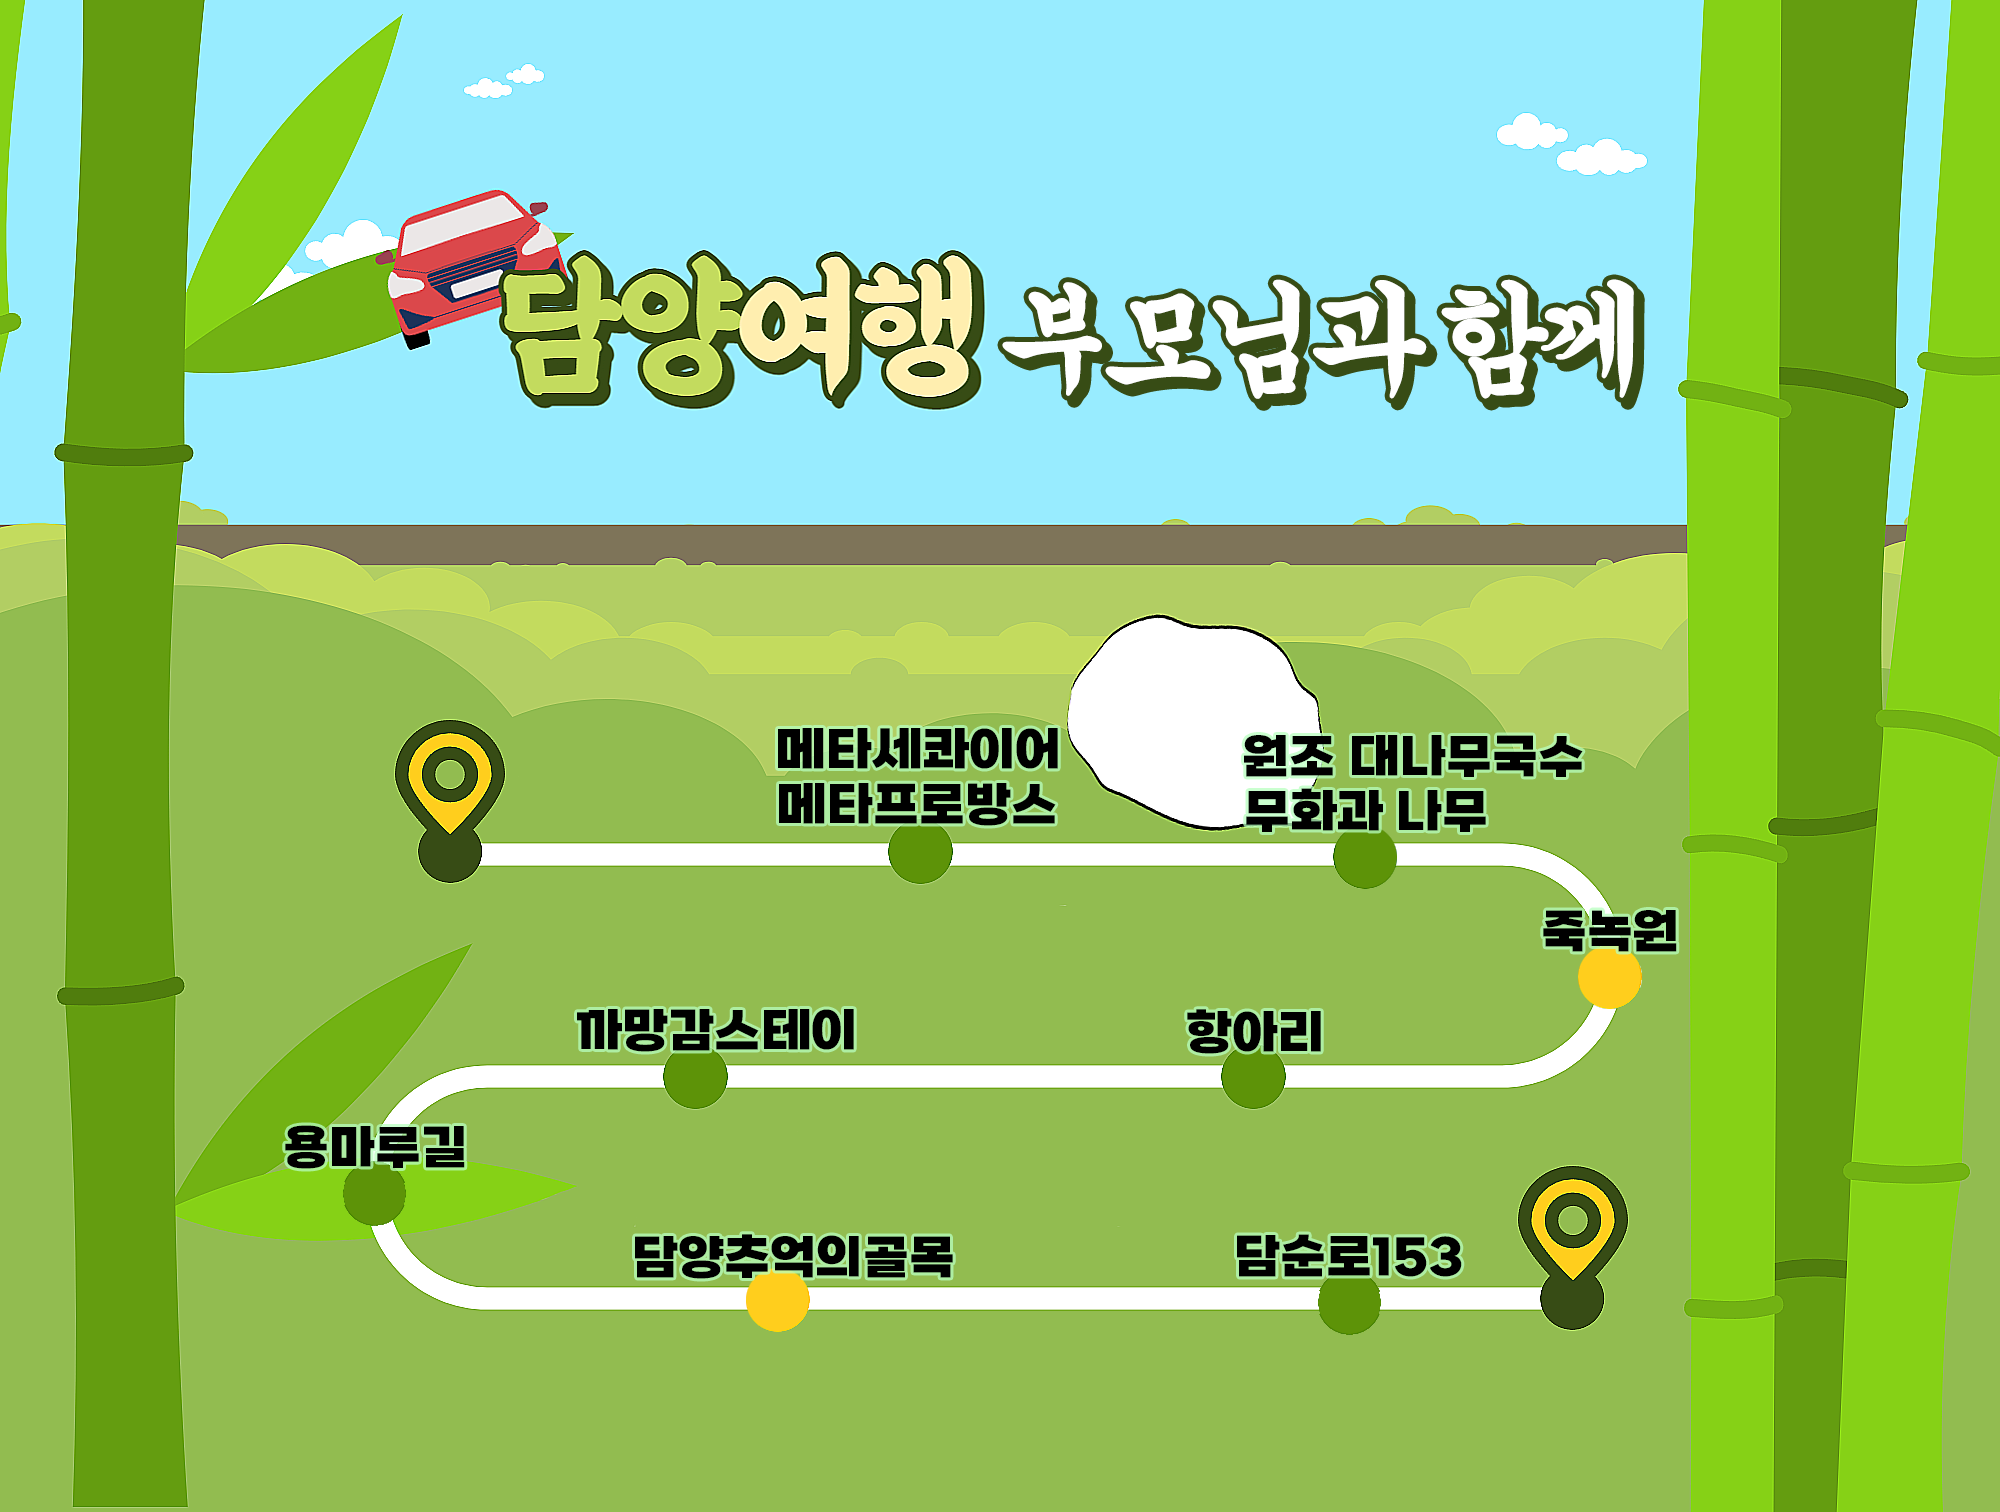 담양여행 부모님과 함께
메타세콰이어
메타프로방스
원조 대나무국수
무화과 나무
죽녹원
항아리
까망감스테이
용마루길
담양추억의골목
담순로153